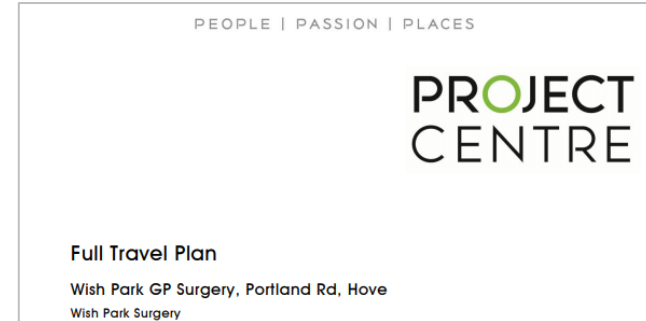 PEOPLE | PASSION | PLACES
PROJECT
CENTRE
Full Travel Plan
Wish Park GP Surgery, Portland Rd, Hove
Wish Park Surgery